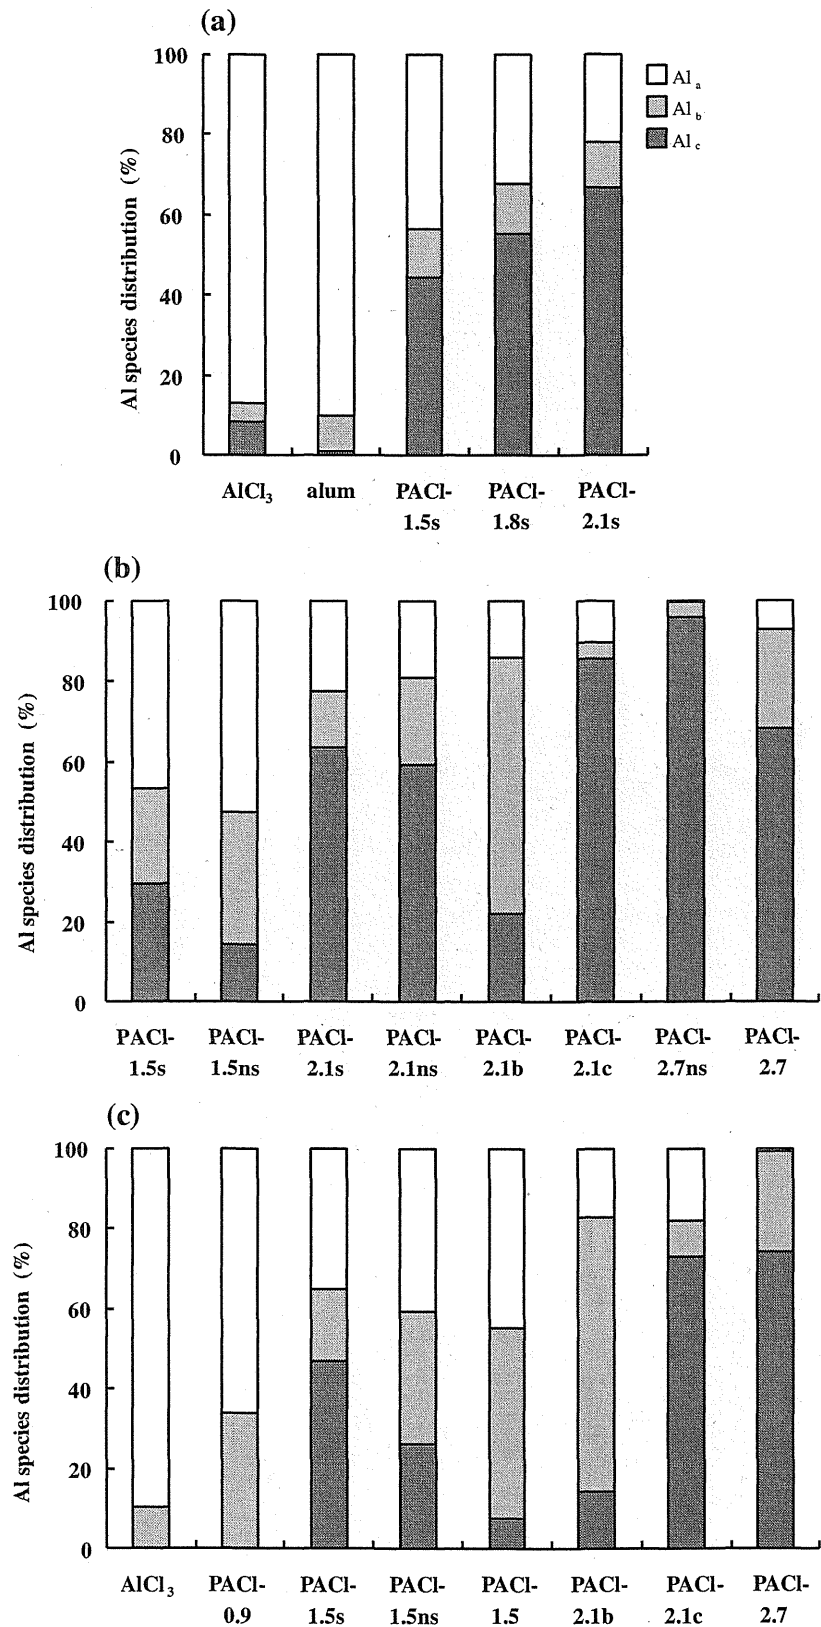 (a)
Al species distribution (%)
100
80
60
40
20
0
Al a
Al b
Al c
AlCl3 alum PACl- PACl- PACl-
1.5s 1.8s 2.1s
(b)
Al species distribution (%)
100
80
60
40
20
0
PACl- PACl- PACl- PACl- PACl- PACl- PACl- PACl-
1.5s 1.5ns 2.1s 2.1ns 2.1b 2.1c 2.7ns 2.7
(c)
Al species distribution (%)
100
80
60
40
20
0
AlCl3 PACl- PACl- PACl- PACl- PACl- PACl- PACl-
0.9 1.5s 1.5ns 1.5 2.1b 2.1c 2.7